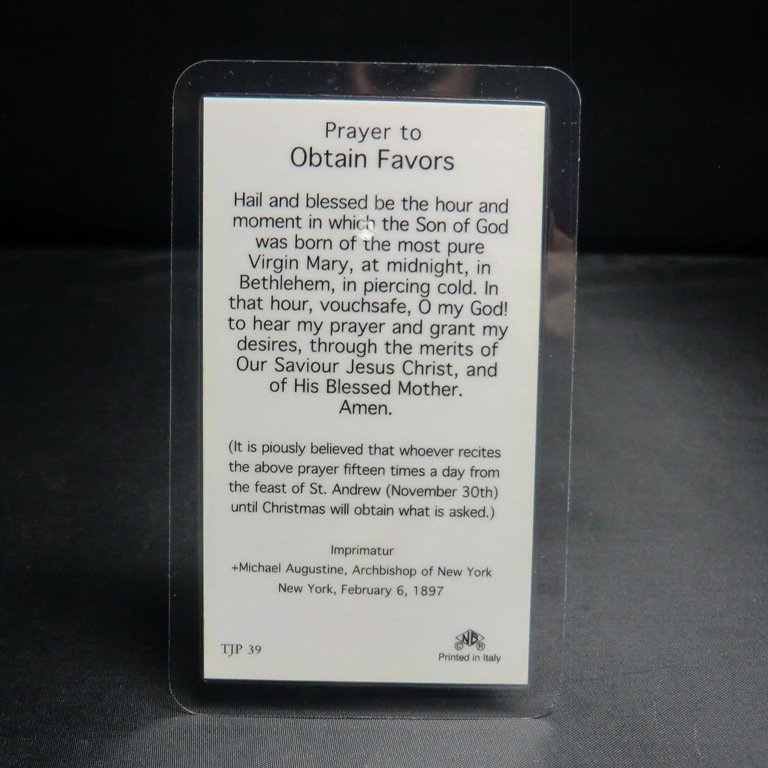 Prayer to
Obtain Favors
Hail and blessed be the hour and
moment in which the Son of God
was born of the most pure
Virgin Mary, at midnight, in
Bethlehem, in piercing cold. In
that hour, vouchsafe, O my God!
to hear my prayer and grant my
desires, through the merits of
Our Saviour Jesus Christ, and
of His Blessed Mother.
Amen.
(It is piously believed that whoever recites
the above prayer fifteen times a day from
the feast of St. Andrew (November 30th)
until Christmas will obtain what is asked.)
Imprimatur
+Michael Augustine, Archbishop of New York
New York, February 6, 1897
NB
© ®
TJP 39
Printed in Italy